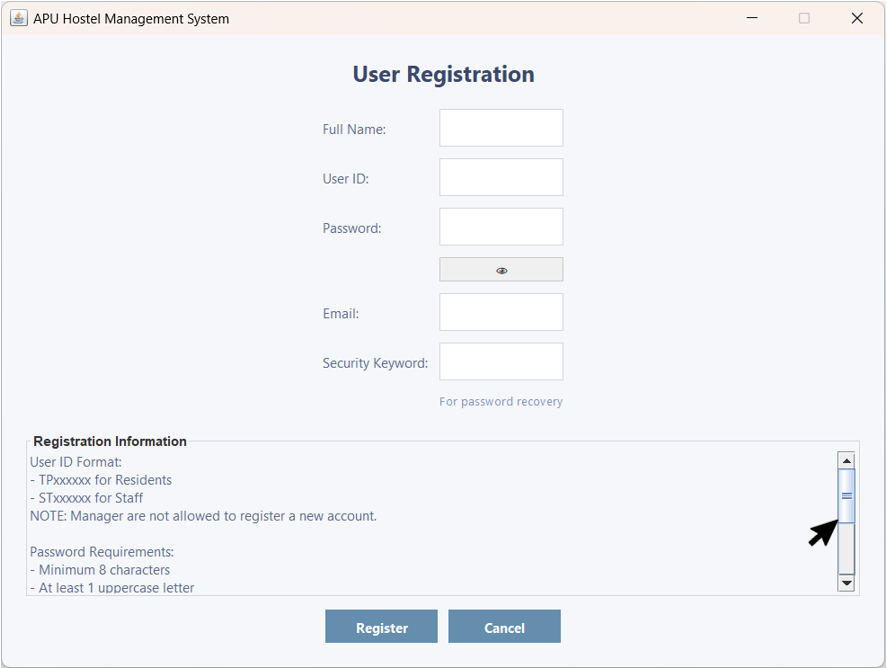 APU Hostel Management System
User Registration
Full Name:
User ID:
Password:
Email:
Security Keyword:
For password recovery
Registration Information
User ID Format:
- TPxxxxxx for Residents
- STxxxxxx for Staff
NOTE: Manager are not allowed to register a new account.
Password Requirements:
- Minimum 8 characters
- At least 1 uppercase letter
Register
Cancel